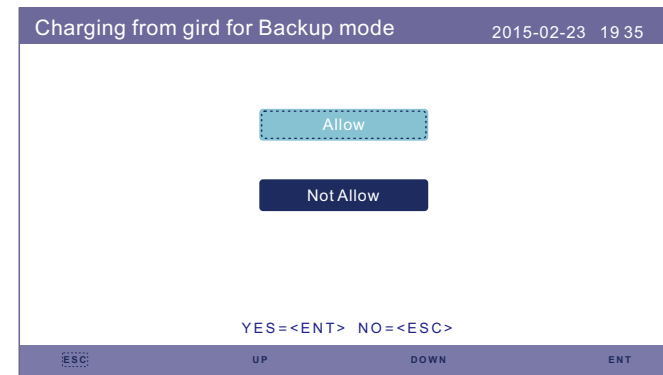 Charging from gird for Backup mode 2015-02-23 19 35
Allow
Not Allow
YES=<ENT> NO=<ESC>
ESC UP DOWN ENT